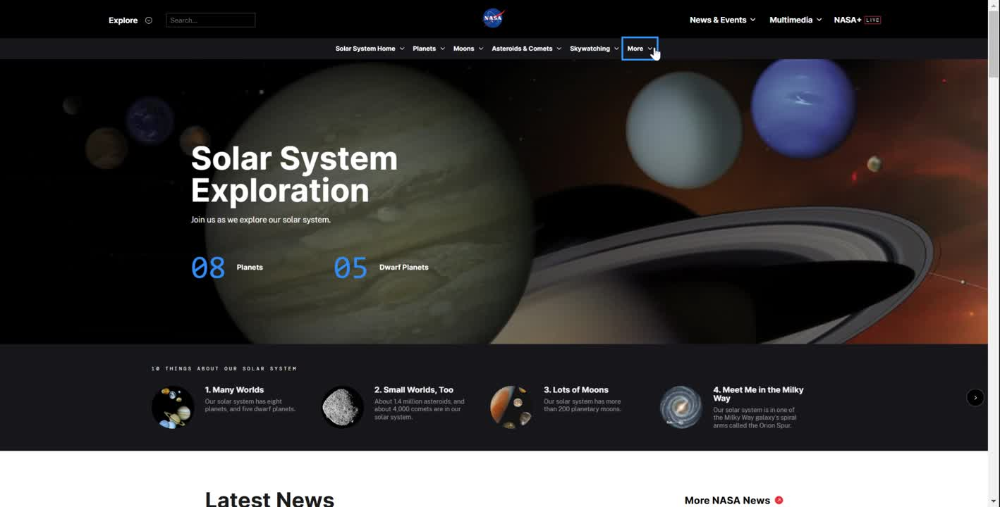 Explore
Search...
NASA
News & Events
Multimedia
NASA+ LIVE
Solar System Home
Planets
Moons
Asteroids & Comets
Skywatching
More
Solar System
Exploration
Join us as we explore our solar system.
08 Planets
05 Dwarf Planets
10 THINGS ABOUT OUR SOLAR SYSTEM
1. Many Worlds
Our solar system has eight
planets, and five dwarf planets.
2. Small Worlds, Too
About 1.4 million asteroids, and
about 4,000 comets are in our
solar system.
3. Lots of Moons
Our solar system has more
than 200 planetary moons.
4. Meet Me in the Milky
Way
Our solar system is in one of
the Milky Way galaxy's spiral
arms called the Orion Spur.
Latest News
More NASA News